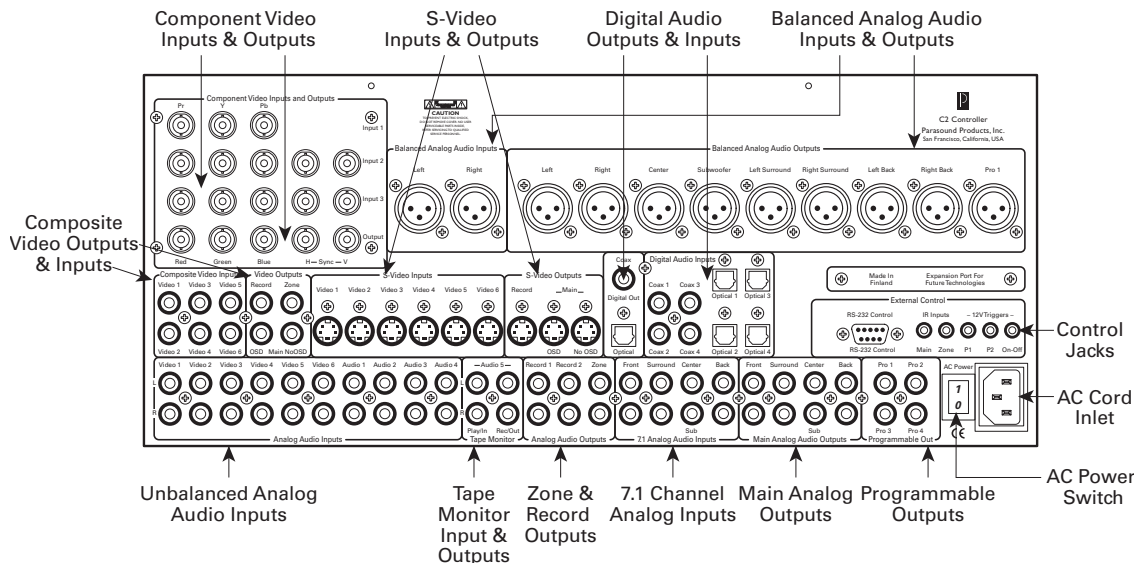 Component Video
Inputs & Outputs
S-Video
Inputs & Outputs
Digital Audio
Outputs & Inputs
Balanced Analog Audio
Inputs & Outputs
Component Video Inputs and Outputs
Pr Y Pb
Input 1
Input 2
Input 3
Output
Red Green Blue H — Sync — V
CAUTION
C2 Controller
Parasound Products, Inc.
San Francisco, California, USA
Balanced Analog Audio Inputs
Left Right
Balanced Analog Audio Outputs
Left Right Center Subwoofer Left Surround Right Surround Left Back Right Back Pro 1
Composite
Video Outputs
& Inputs
Composite Video Inputs
Video 1 Video 3 Video 5
Video 2 Video 4 Video 6
Video Outputs
Record Zone
OSD Main NoOSD
S-Video Inputs
Video 1 Video 2 Video 3 Video 4 Video 5 Video 6
S-Video Outputs
Record —Main—
OSD No OSD
Coax
Digital Out
Optical
Digital Audio Inputs
Coax 1 Coax 3 Optical 1 Optical 3
Coax 2 Coax 4 Optical 2 Optical 4
Made In
Finland
Expansion Port For
Future Technologies
External Control
RS-232 Control IR Inputs – 12V Triggers –
RS-232 Control Main Zone P1 P2 On-Off
Control
Jacks
Video 1 Video 2 Video 3 Video 4 Video 5 Video 6 Audio 1 Audio 2 Audio 3 Audio 4
L
R
Analog Audio Inputs
—Audio 5—
L
R
Play/In Rec/Out
Tape Monitor
Record 1 Record 2 Zone
Analog Audio Outputs
Front Surround Center Back
Sub
7.1 Analog Audio Inputs
Front Surround Center Back
Sub
Main Analog Audio Outputs
Pro 1 Pro 2
Pro 3 Pro 4
Programmable Out
AC Power
1
0
CE
AC Cord
Inlet
AC Power
Switch
Unbalanced Analog
Audio Inputs
Tape
Monitor
Input &
Outputs
Zone &
Record
Outputs
7.1 Channel
Analog Inputs
Main Analog
Outputs
Programmable
Outputs